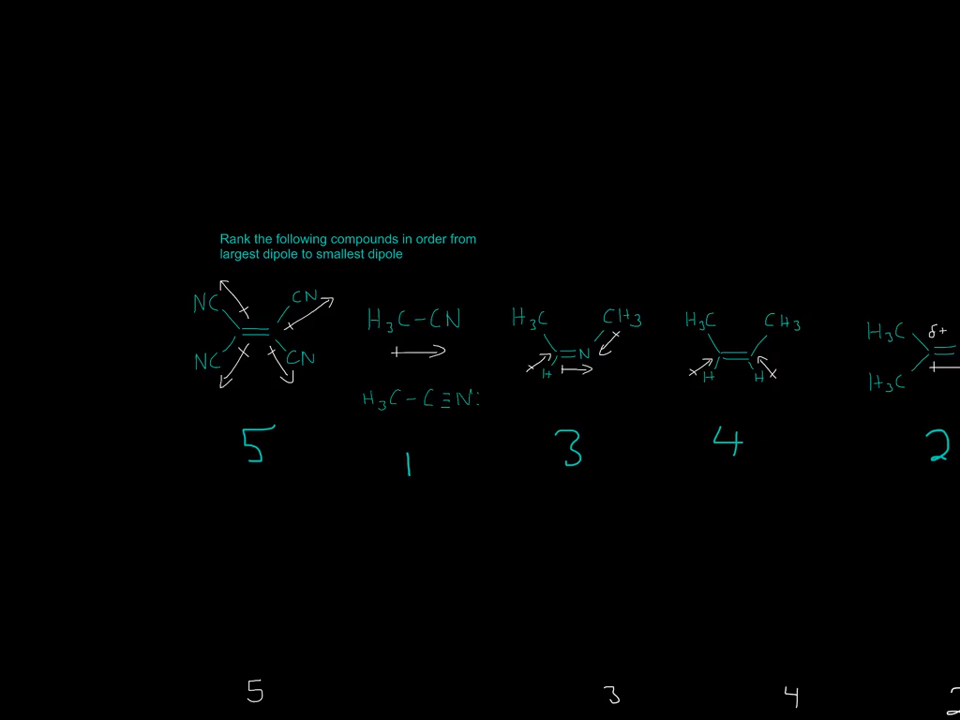 Rank the following compounds in order from
largest dipole to smallest dipole
NC CN
NC CN
H3C-CN
H3C-C≡N:
H3C CH3
H =N
H3C CH3
H H
H3C δ+
H3C
5 1 3 4 2
5 3 4 2